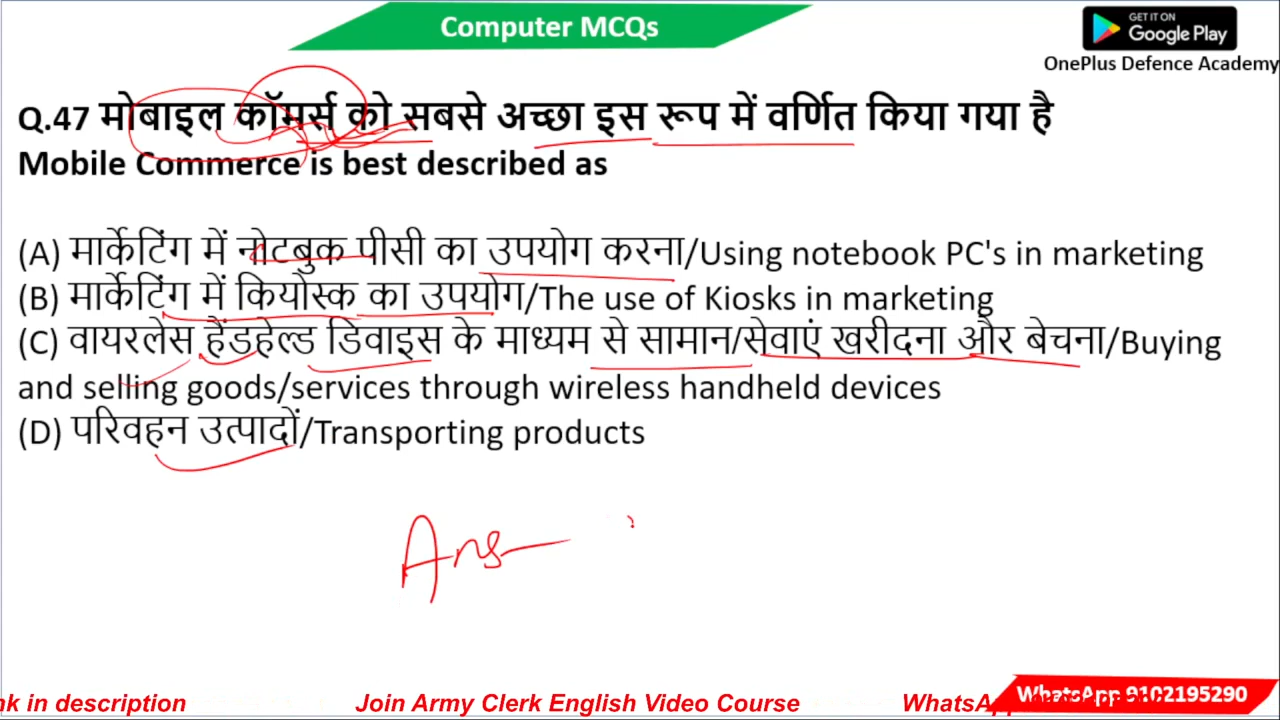 Computer MCQs
GET IT ON
Google Play
OnePlus Defence Academy
Q.47 मोबाइल कॉमर्स को सबसे अच्छा इस रूप में वर्णित किया गया है
Mobile Commerce is best described as
(A) मार्केटिंग में नोटबुक पीसी का उपयोग करना/Using notebook PC's in marketing
(B) मार्केटिंग में कियोस्क का उपयोग/The use of Kiosks in marketing
(C) वायरलेस हैंडहेल्ड डिवाइस के माध्यम से सामान/सेवाएं खरीदना और बेचना/Buying
and selling goods/services through wireless handheld devices
(D) परिवहन उत्पादों/Transporting products
Ans
WhatsApp 9102195290
in description Join Army Clerk English Video Course WhatsApp